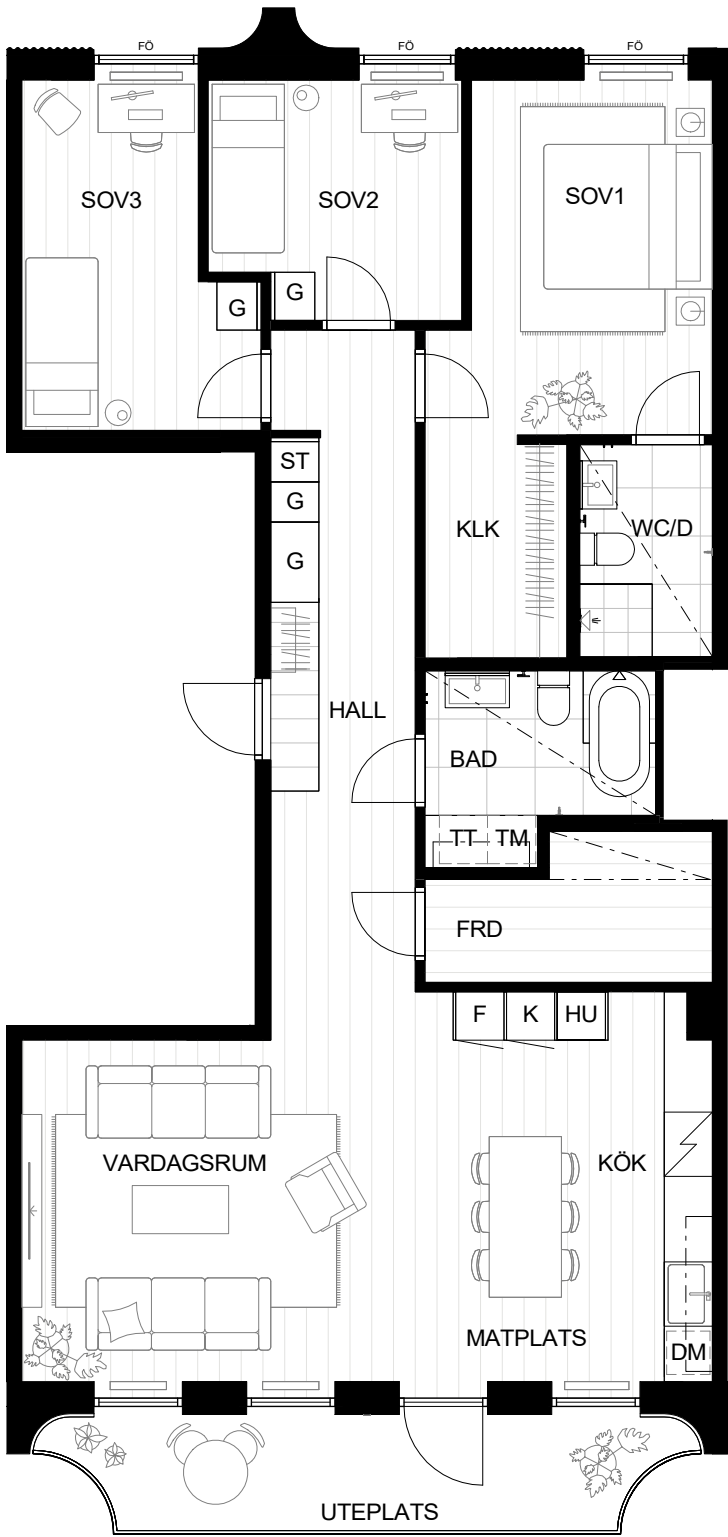 FÖ FÖ FÖ
SOV3 SOV2 SOV1
G G
ST
G
G
KLK WC/D
HALL
BAD
TT TM
FRD
F K HU
VARDAGSRUM KÖK
MATPLATS
DM
UTEPLATS